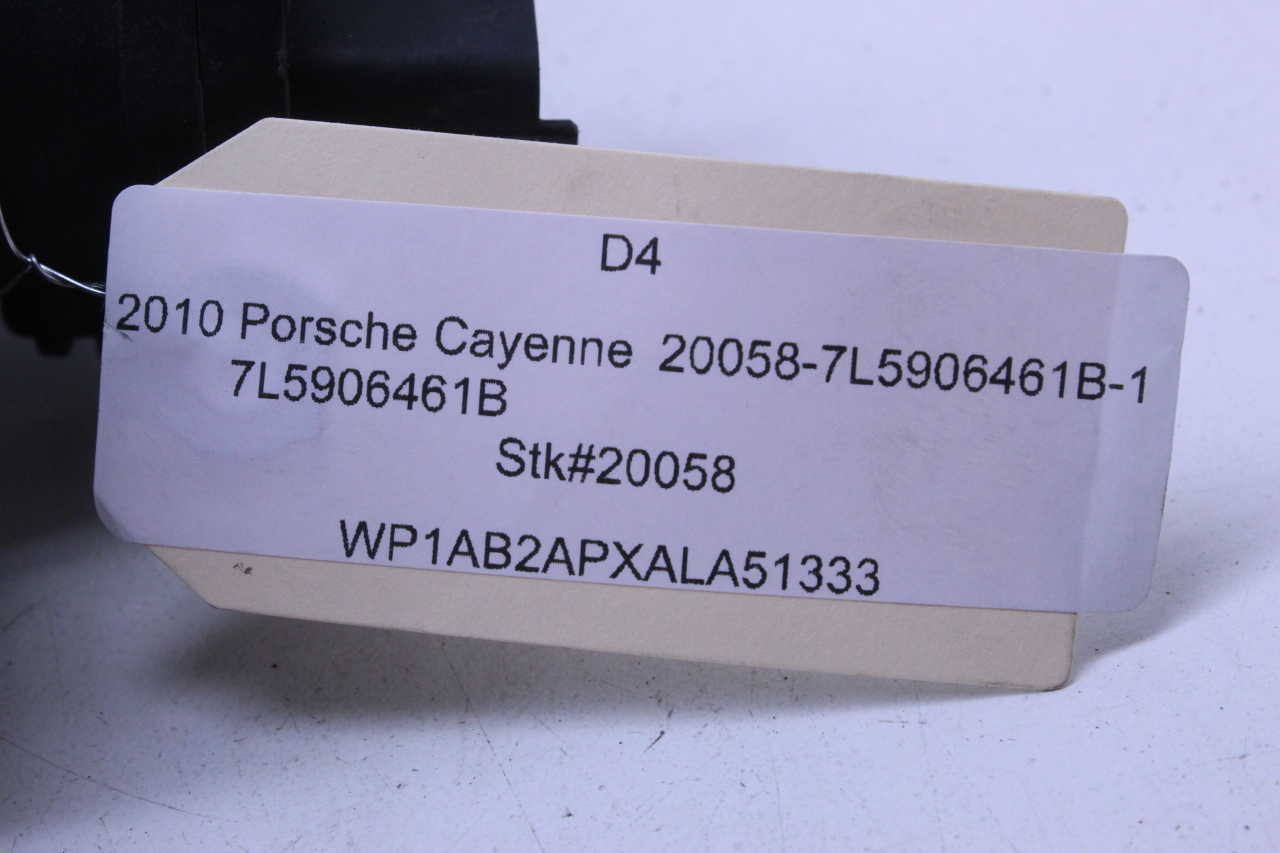 D4
2010 Porsche Cayenne 20058-7L5906461B-1
7L5906461B
Stk#20058
WP1AB2APXALA51333